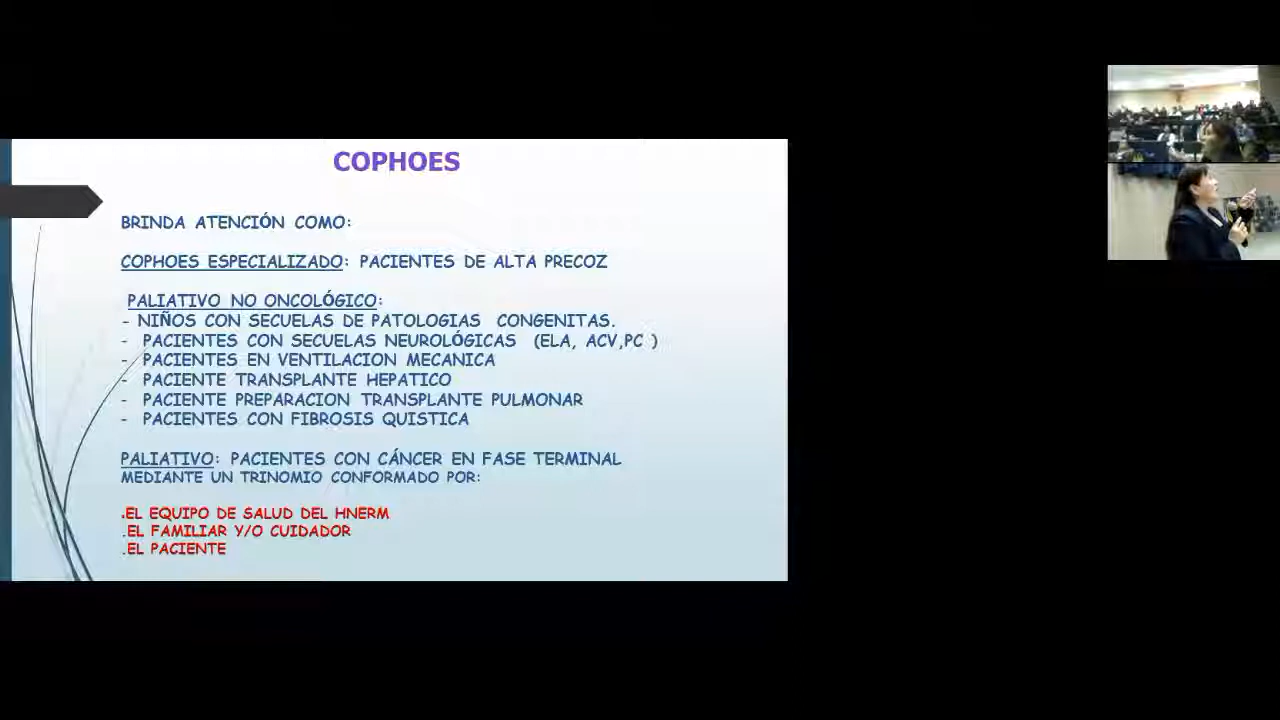 COPHOES
BRINDA ATENCIÓN COMO:
COPHOES ESPECIALIZADO: PACIENTES DE ALTA PRECOZ
PALIATIVO NO ONCOLÓGICO:
- NIÑOS CON SECUELAS DE PATOLOGIAS CONGENITAS.
- PACIENTES CON SECUELAS NEUROLÓGICAS (ELA, ACV,PC )
- PACIENTES EN VENTILACION MECANICA
- PACIENTE TRANSPLANTE HEPATICO
- PACIENTE PREPARACION TRANSPLANTE PULMONAR
- PACIENTES CON FIBROSIS QUISTICA
PALIATIVO: PACIENTES CON CÁNCER EN FASE TERMINAL
MEDIANTE UN TRINOMIO CONFORMADO POR:
.EL EQUIPO DE SALUD DEL HNERM
.EL FAMILIAR Y/O CUIDADOR
.EL PACIENTE